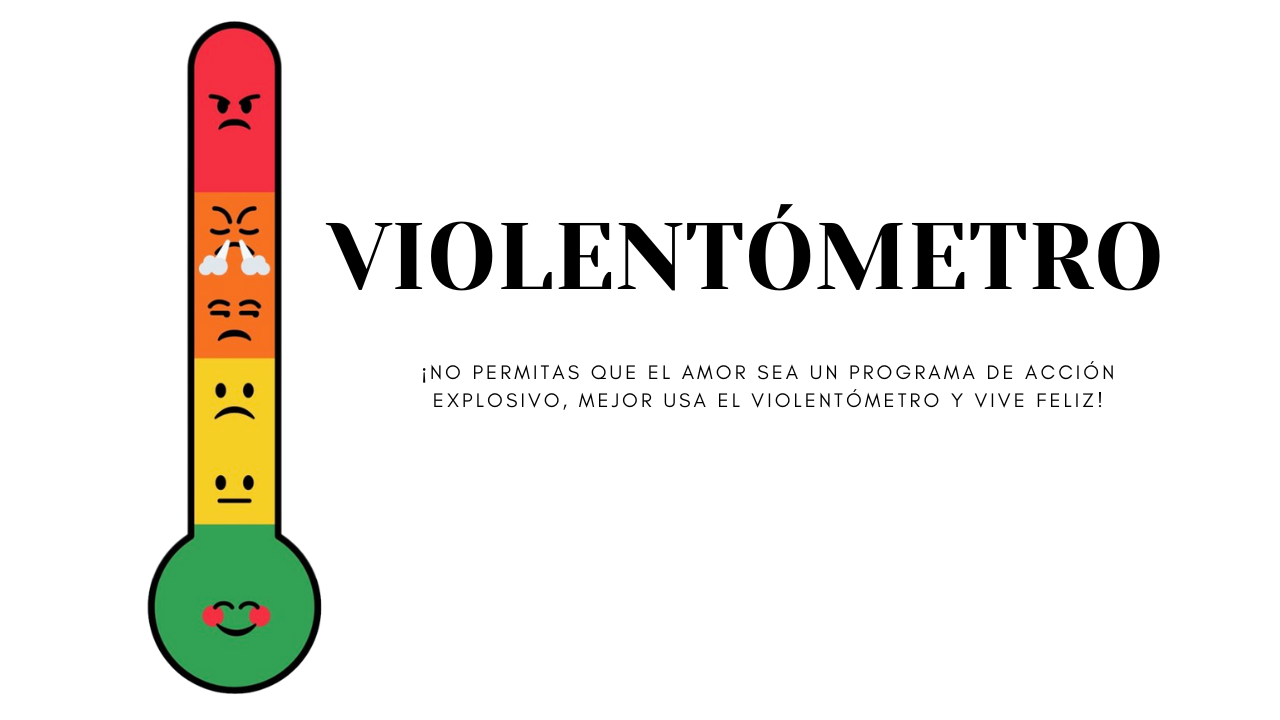 VIOLENTÓMETRO
¡NO PERMITAS QUE EL AMOR SEA UN PROGRAMA DE ACCIÓN
EXPLOSIVO, MEJOR USA EL VIOLENTÓMETRO Y VIVE FELIZ!